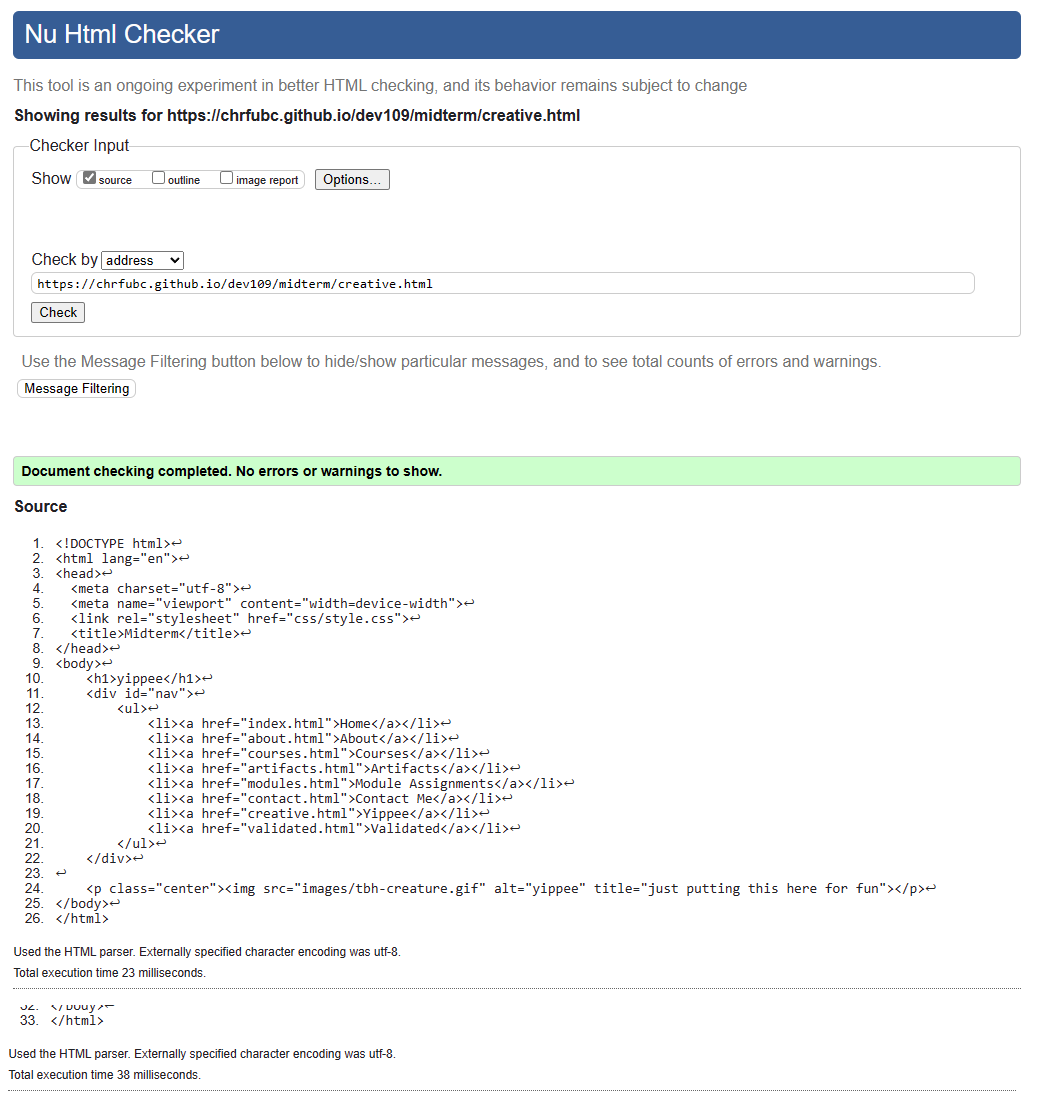 Nu Html Checker
This tool is an ongoing experiment in better HTML checking, and its behavior remains subject to change
Showing results for https://chrfubc.github.io/dev109/midterm/creative.html
Checker Input
Show source outline image report Options...
Check by address
https://chrfubc.github.io/dev109/midterm/creative.html
Check
Use the Message Filtering button below to hide/show particular messages, and to see total counts of errors and warnings.
Message Filtering
Document checking completed. No errors or warnings to show.
Source
1. <!DOCTYPE html>↩
2. <html lang="en">↩
3. <head>↩
4.   <meta charset="utf-8">↩
5.   <meta name="viewport" content="width=device-width">↩
6.   <link rel="stylesheet" href="css/style.css">↩
7.   <title>Midterm</title>↩
8. </head>↩
9. <body>↩
10.     <h1>yippee</h1>↩
11.     <div id="nav">↩
12.         <ul>↩
13.             <li><a href="index.html">Home</a></li>↩
14.             <li><a href="about.html">About</a></li>↩
15.             <li><a href="courses.html">Courses</a></li>↩
16.             <li><a href="artifacts.html">Artifacts</a></li>↩
17.             <li><a href="modules.html">Module Assignments</a></li>↩
18.             <li><a href="contact.html">Contact Me</a></li>↩
19.             <li><a href="creative.html">Yippee</a></li>↩
20.             <li><a href="validated.html">Validated</a></li>↩
21.         </ul>↩
22.     </div>↩
23. ↩
24.     <p class="center"><img src="images/tbh-creature.gif" alt="yippee" title="just putting this here for fun"></p>↩
25. </body>↩
26. </html>
Used the HTML parser. Externally specified character encoding was utf-8.
Total execution time 23 milliseconds.
32. </body>↩
33. </html>
Used the HTML parser. Externally specified character encoding was utf-8.
Total execution time 38 milliseconds.